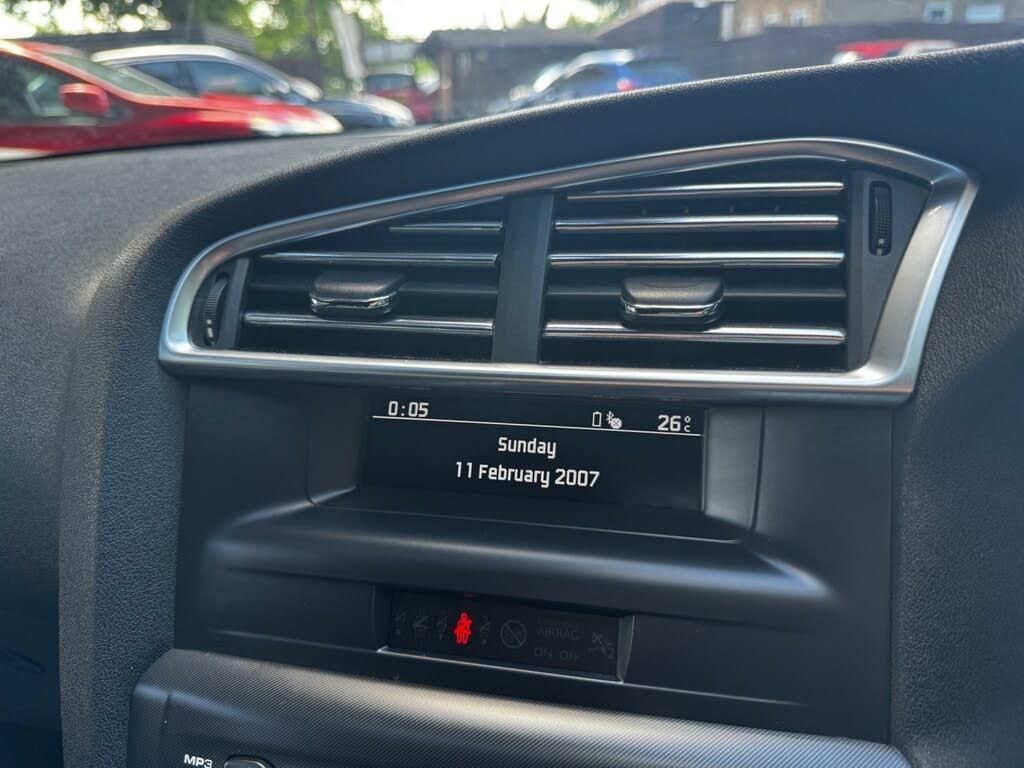 0:05 26°C
Sunday
11 February 2007
AIRBAG
ON OFF
MP3